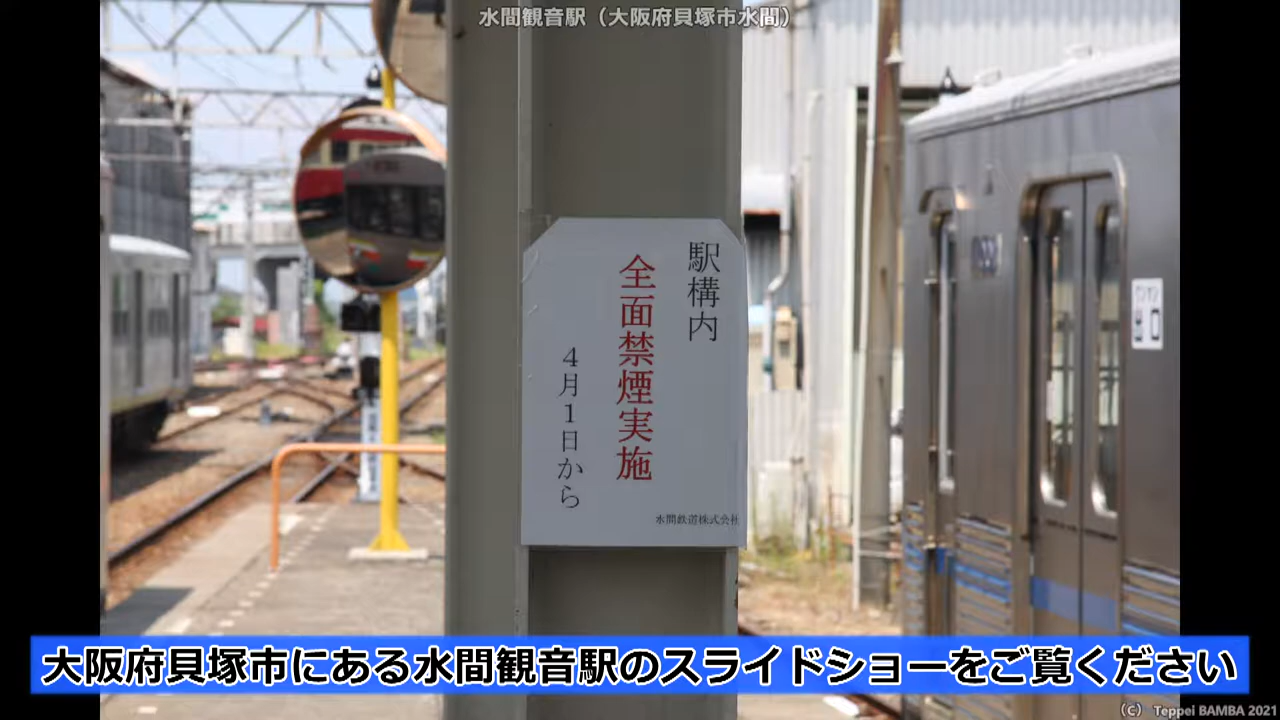 水間観音駅（大阪府貝塚市水間）
駅構内
全面禁煙実施
4月1日から
水間鉄道株式会社
大阪府貝塚市にある水間観音駅のスライドショーをご覧ください
（C） Teppei BAMBA 2021